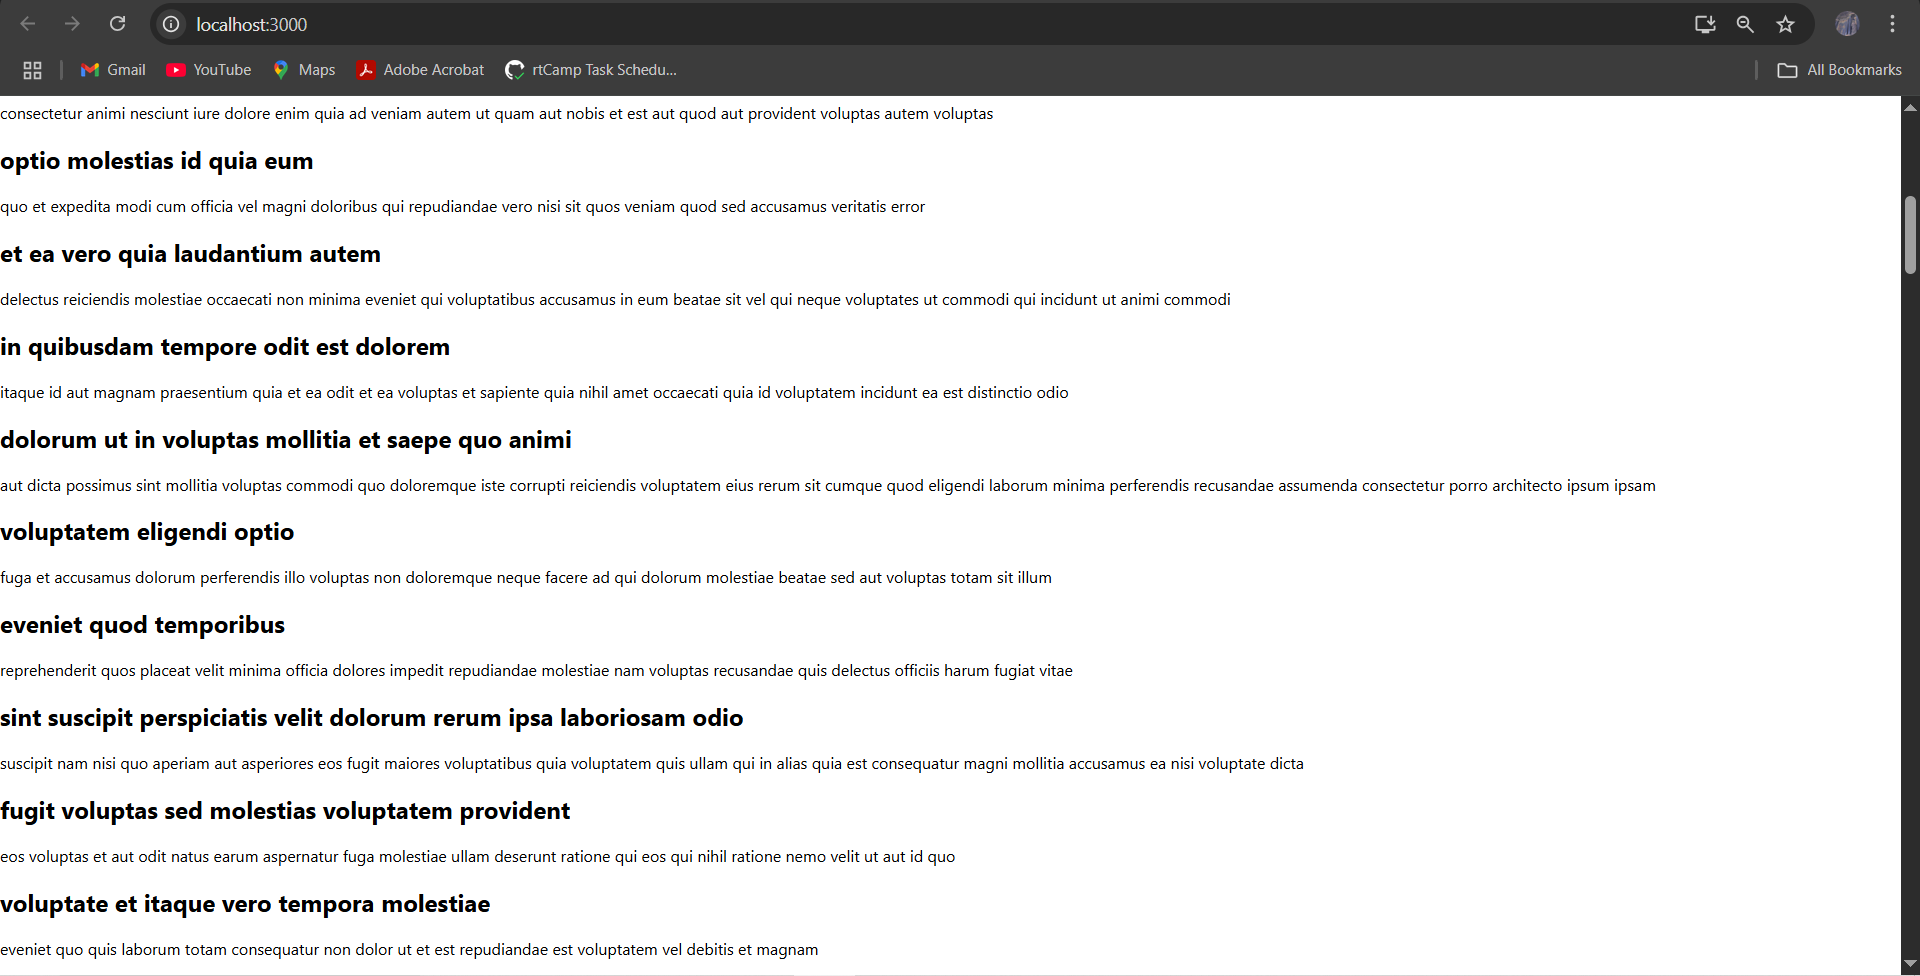 localhost:3000
Gmail
YouTube
Maps
Adobe Acrobat
rtCamp Task Schedu...
All Bookmarks
consectetur animi nesciunt iure dolore enim quia ad veniam autem ut quam aut nobis et est aut quod aut provident voluptas autem voluptas
optio molestias id quia eum
quo et expedita modi cum officia vel magni doloribus qui repudiandae vero nisi sit quos veniam quod sed accusamus veritatis error
et ea vero quia laudantium autem
delectus reiciendis molestiae occaecati non minima eveniet qui voluptatibus accusamus in eum beatae sit vel qui neque voluptates ut commodi qui incidunt ut animi commodi
in quibusdam tempore odit est dolorem
itaque id aut magnam praesentium quia et ea odit et ea voluptas et sapiente quia nihil amet occaecati quia id voluptatem incidunt ea est distinctio odio
dolorum ut in voluptas mollitia et saepe quo animi
aut dicta possimus sint mollitia voluptas commodi quo doloremque iste corrupti reiciendis voluptatem eius rerum sit cumque quod eligendi laborum minima perferendis recusandae assumenda consectetur porro architecto ipsum ipsam
voluptatem eligendi optio
fuga et accusamus dolorum perferendis illo voluptas non doloremque neque facere ad qui dolorum molestiae beatae sed aut voluptas totam sit illum
eveniet quod temporibus
reprehenderit quos placeat velit minima officia dolores impedit repudiandae molestiae nam voluptas recusandae quis delectus officiis harum fugiat vitae
sint suscipit perspiciatis velit dolorum rerum ipsa laboriosam odio
suscipit nam nisi quo aperiam aut asperiores eos fugit maiores voluptatibus quia voluptatem quis ullam qui in alias quia est consequatur magni mollitia accusamus ea nisi voluptate dicta
fugit voluptas sed molestias voluptatem provident
eos voluptas et aut odit natus earum aspernatur fuga molestiae ullam deserunt ratione qui eos qui nihil ratione nemo velit ut aut id quo
voluptate et itaque vero tempora molestiae
eveniet quo quis laborum totam consequatur non dolor ut et est repudiandae est voluptatem vel debitis et magnam